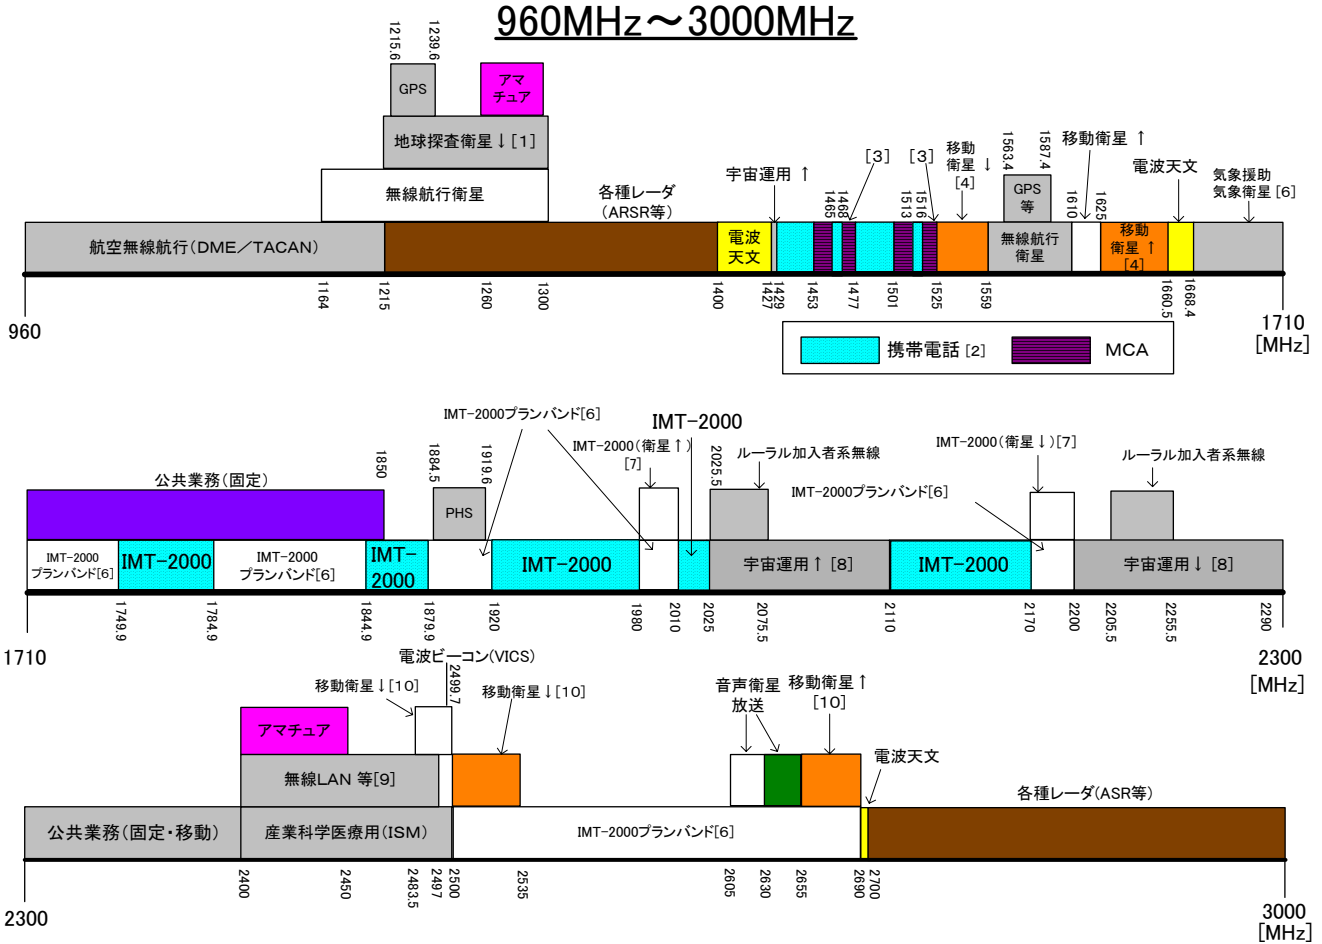 960MHz～3000MHz
1215.6
1239.6
GPS
アマ
チュア
地球探査衛星↓[1]
無線航行衛星
各種レーダ
(ARSR等)
宇宙運用 ↑
[3]
[3]
移動
衛星 ↓
[4]
1563.4
1587.4
移動衛星 ↑
電波天文
気象援助
気象衛星[6]
1465
1468
1513
1516
GPS
等
1610
1625
航空無線航行(DME／TACAN)
電波
天文
無線航行
衛星
移動
衛星 ↑
[4]
960
1164
1215
1260
1300
1400
1427
1429
1453
1477
1501
1525
1559
1660.5
1668.4
1710
[MHz]
携帯電話 [2]
MCA
IMT-2000プランバンド[6]
IMT-2000
IMT-2000(衛星↑)
[7]
ルーラル加入者系無線
IMT-2000(衛星↓)[7]
ルーラル加入者系無線
IMT-2000プランバンド[6]
公共業務(固定)
1850
1884.5
1919.6
2025.5
PHS
IMT-2000
プランバンド[6]
IMT-2000
IMT-2000
プランバンド[6]
IMT-
2000
IMT-2000
宇宙運用↑[8]
IMT-2000
宇宙運用↓[8]
1710
1749.9
1784.9
1844.9
1879.9
1920
1980
2010
2025
2075.5
2110
2170
2200
2205.5
2255.5
2290
2300
[MHz]
電波ビーコン(VICS)
移動衛星↓[10]
2499.7
移動衛星↓[10]
音声衛星
放送
移動衛星↑
[10]
電波天文
各種レーダ(ASR等)
アマチュア
無線LAN 等[9]
公共業務(固定・移動)
産業科学医療用(ISM)
IMT-2000プランバンド[6]
2300
2400
2450
2483.5
2497
2500
2535
2605
2630
2655
2690
2700
3000
[MHz]